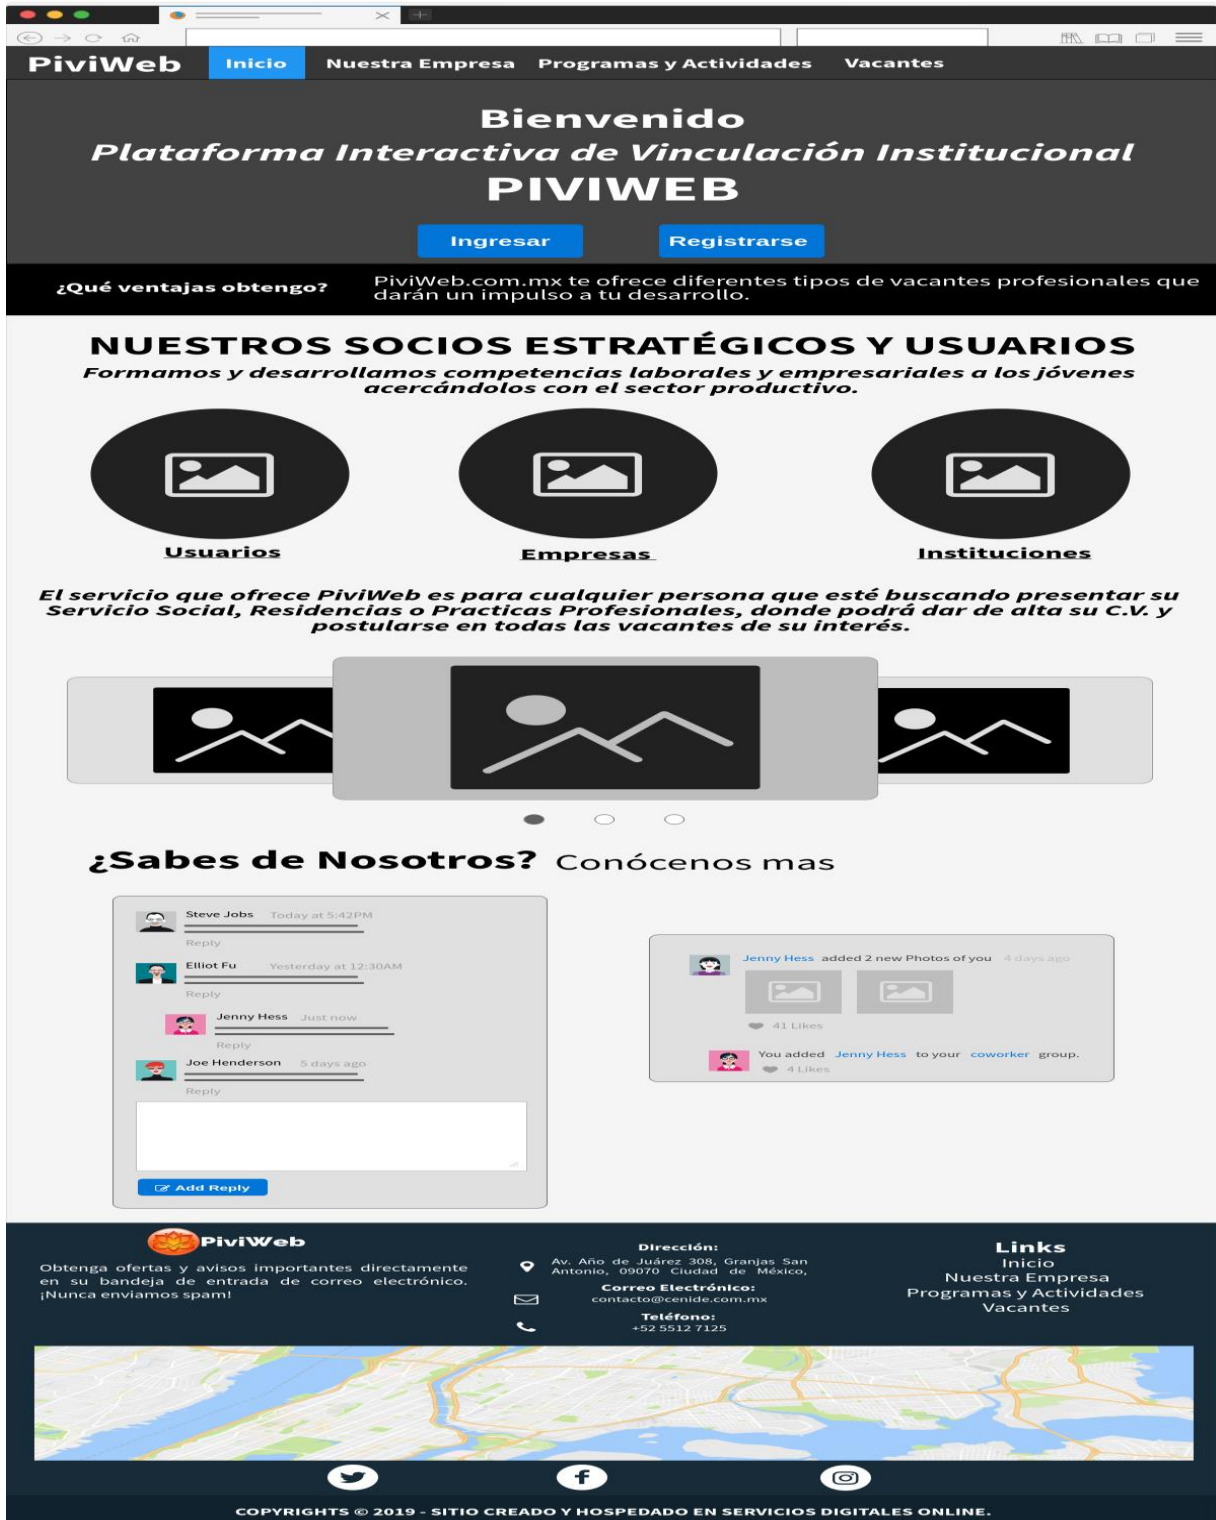 PiviWeb Inicio Nuestra Empresa Programas y Actividades Vacantes
Bienvenido
Plataforma Interactiva de Vinculación Institucional
PIVIWEB
Ingresar Registrarse
¿Qué ventajas obtengo?
PiviWeb.com.mx te ofrece diferentes tipos de vacantes profesionales que
darán un impulso a tu desarrollo.
NUESTROS SOCIOS ESTRATÉGICOS Y USUARIOS
Formamos y desarrollamos competencias laborales y empresariales a los jóvenes
acercándolos con el sector productivo.
Usuarios Empresas Instituciones
El servicio que ofrece PiviWeb es para cualquier persona que esté buscando presentar su
Servicio Social, Residencias o Practicas Profesionales, donde podrá dar de alta su C.V. y
postularse en todas las vacantes de su interés.
¿Sabes de Nosotros? Conócenos mas
Steve Jobs Today at 5:42PM
Reply
Elliot Fu Yesterday at 12:30AM
Reply
Jenny Hess Just now
Reply
Joe Henderson 5 days ago
Reply
Add Reply
Jenny Hess added 2 new Photos of you 4 days ago
41 Likes
You added Jenny Hess to your coworker group.
4 Likes
PiviWeb
Obtenga ofertas y avisos importantes directamente
en su bandeja de entrada de correo electrónico.
¡Nunca enviamos spam!
Dirección:
Av. Año de Juárez 308, Granjas San
Antonio, 09070 Ciudad de México,
Correo Electrónico:
contacto@cenide.com.mx
Teléfono:
+52 5512 7125
Links
Inicio
Nuestra Empresa
Programas y Actividades
Vacantes
COPYRIGHTS © 2019 - SITIO CREADO Y HOSPEDADO EN SERVICIOS DIGITALES ONLINE.